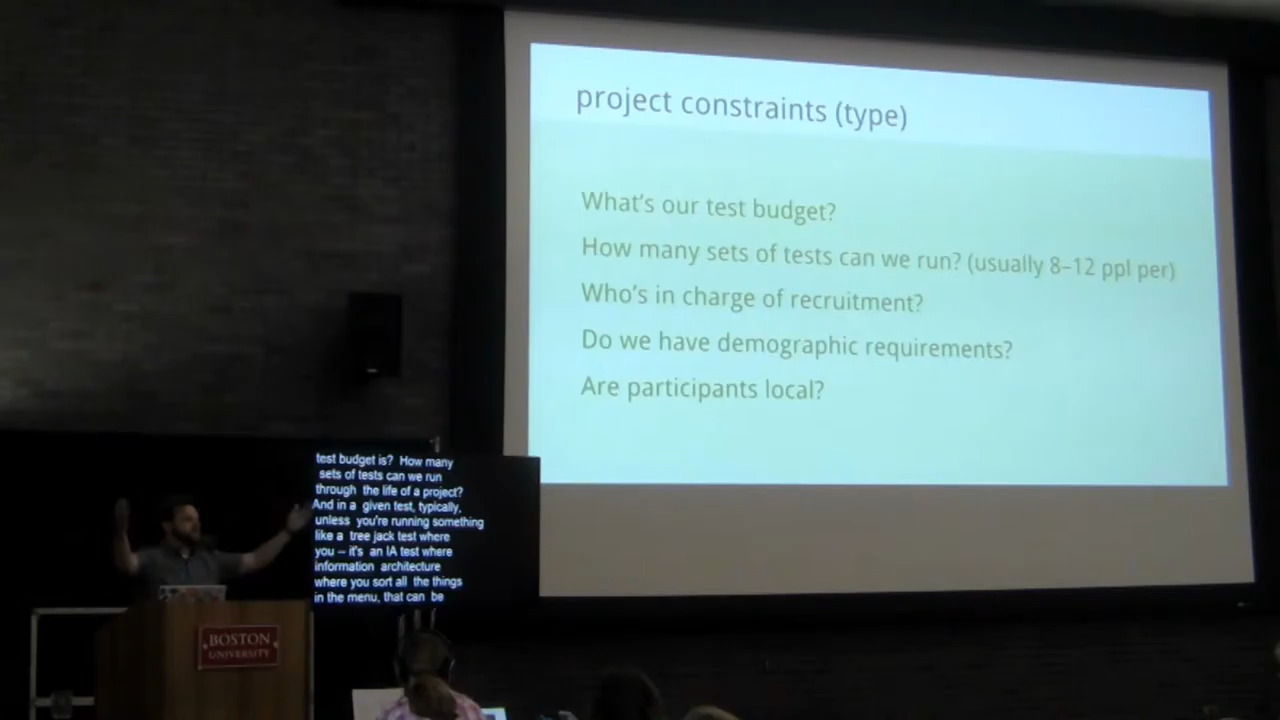 project constraints (type)
What's our test budget?
How many sets of tests can we run? (usually 8–12 ppl per)
Who's in charge of recruitment?
Do we have demographic requirements?
Are participants local?
test budget is? How many
sets of tests can we run
through the life of a project?
And in a given test, typically,
unless you're running something
like a tree jack test where
you – it's an IA test where
information architecture
where you sort all the things
in the menu, that can be
BOSTON
UNIVERSITY